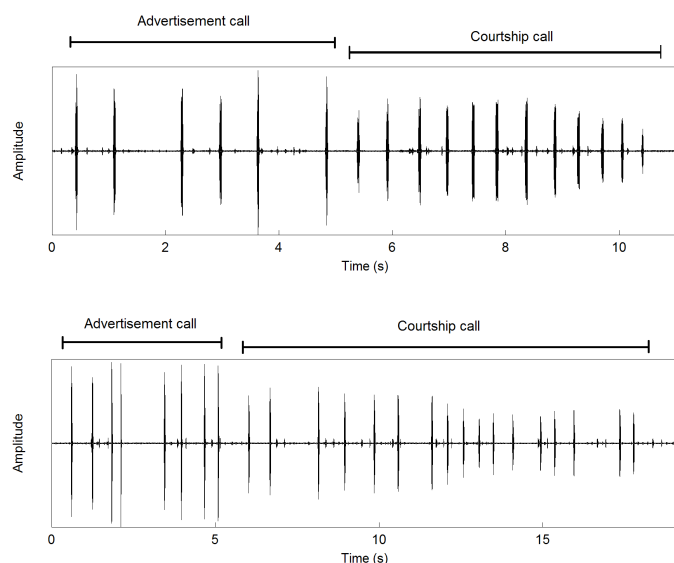 Advertisement call
Courtship call
Amplitude
0 2 4 6 8 10
Time (s)
Advertisement call
Courtship call
Amplitude
0 5 10 15
Time (s)